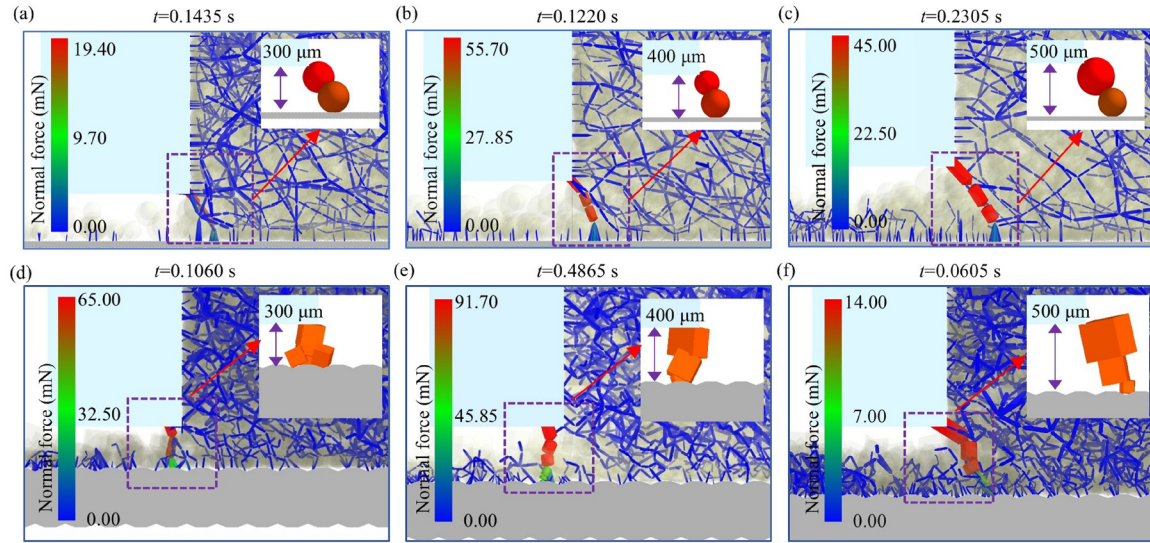 (a)
t=0.1435 s
Normal force (mN)
19.40
9.70
0.00
300 μm
(b)
t=0.1220 s
Normal force (mN)
55.70
27..85
0.00
400 μm
(c)
t=0.2305 s
Normal force (mN)
45.00
22.50
0.00
500 μm
(d)
t=0.1060 s
Normal force (mN)
65.00
32.50
0.00
300 μm
(e)
t=0.4865 s
Normal force (mN)
91.70
45.85
0.00
400 μm
(f)
t=0.0605 s
Normal force (mN)
14.00
7.00
0.00
500 μm